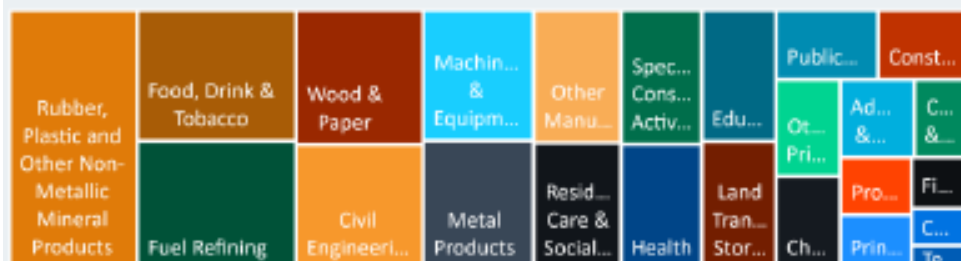 Rubber,
Plastic and
Other Non-
Metallic
Mineral
Products
Food, Drink &
Tobacco
Fuel Refining
Wood &
Paper
Civil
Engineeri...
Machin...
&
Equipm...
Metal
Products
Other
Manu...
Resid...
Care &
Social...
Spec...
Cons...
Activ...
Health
Edu...
Land
Tran...
Stor...
Public...
Const...
Ot...
Pri...
Ch...
Ad...
&...
Pro...
Prin...
C...
&...
Fi...
C...